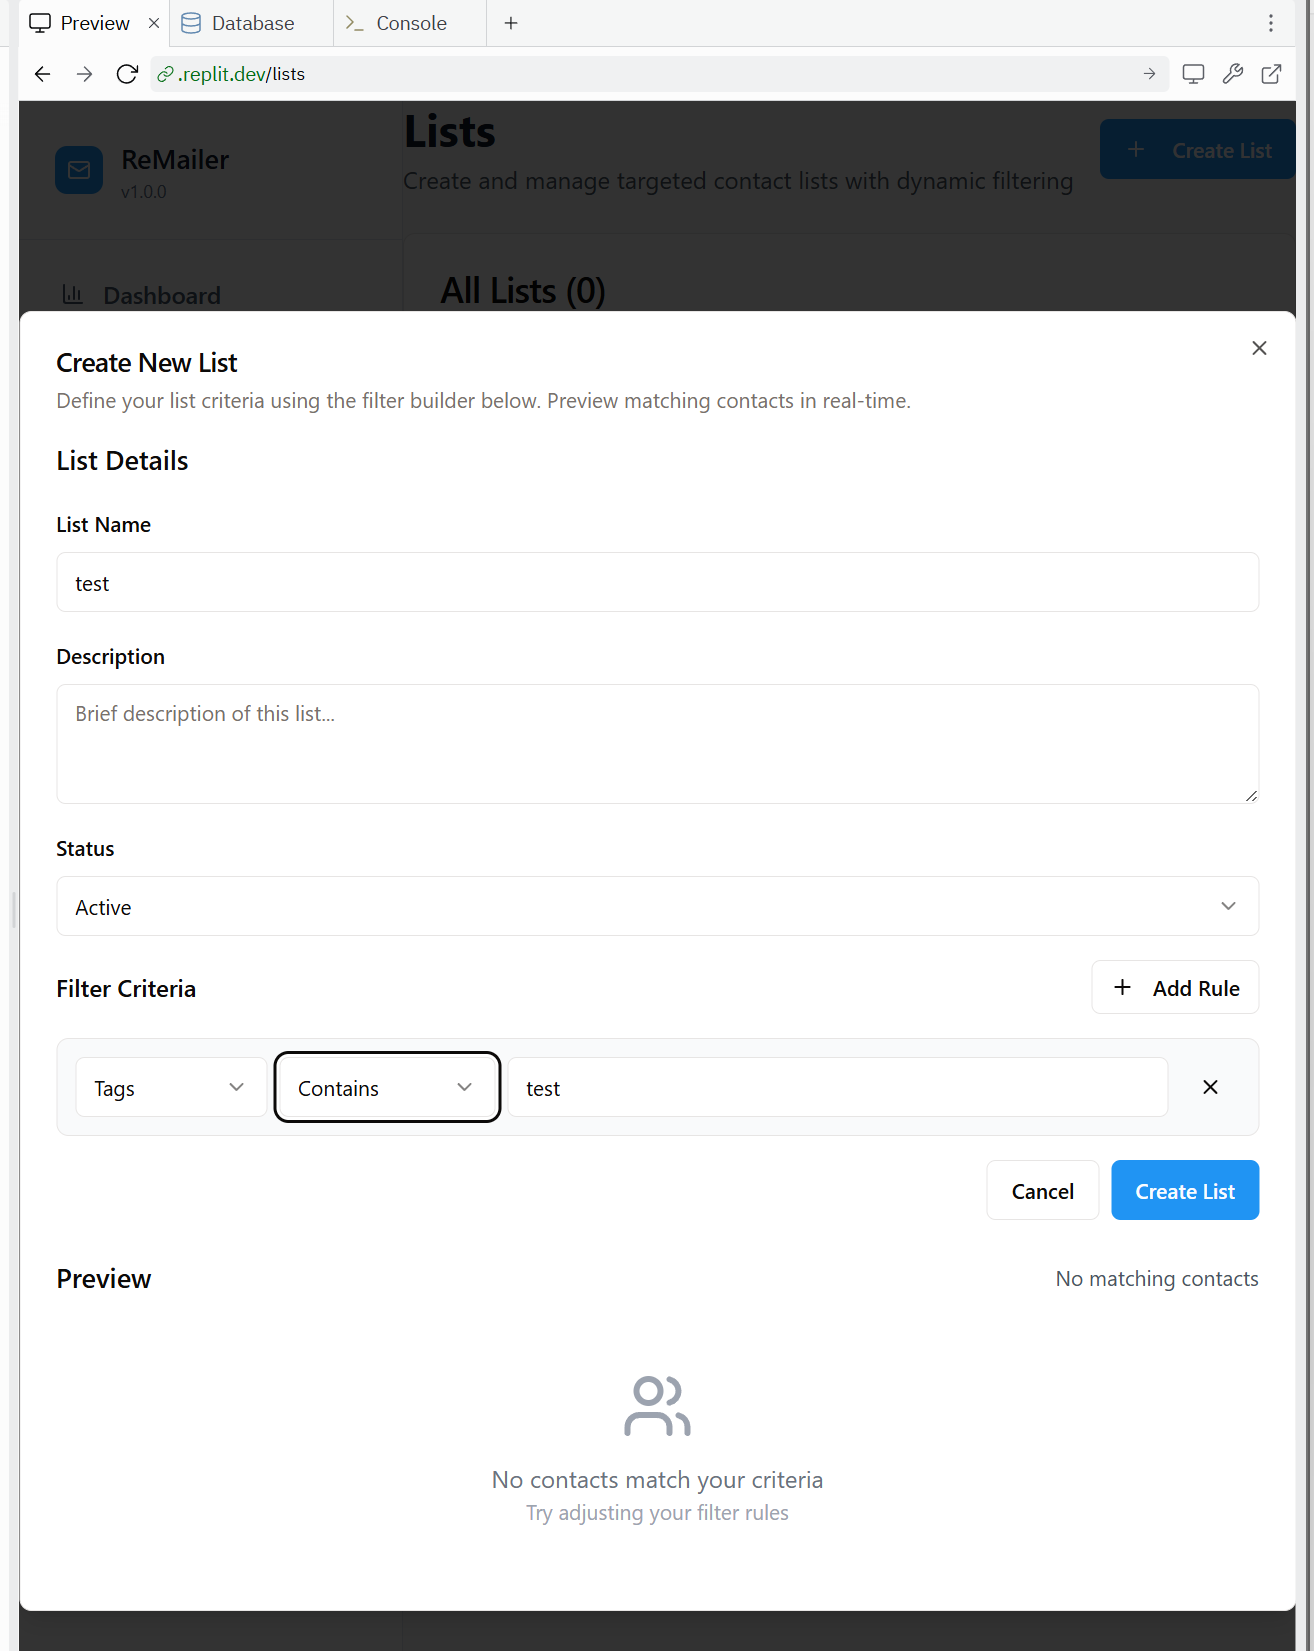 Preview
Database
Console
.replit.dev/lists
ReMailer
v1.0.0
Lists
Create and manage targeted contact lists with dynamic filtering
Create List
Dashboard
All Lists (0)
Create New List
Define your list criteria using the filter builder below. Preview matching contacts in real-time.
List Details
List Name
test
Description
Brief description of this list...
Status
Active
Filter Criteria
Add Rule
Tags
Contains
test
Cancel
Create List
Preview
No matching contacts
No contacts match your criteria
Try adjusting your filter rules